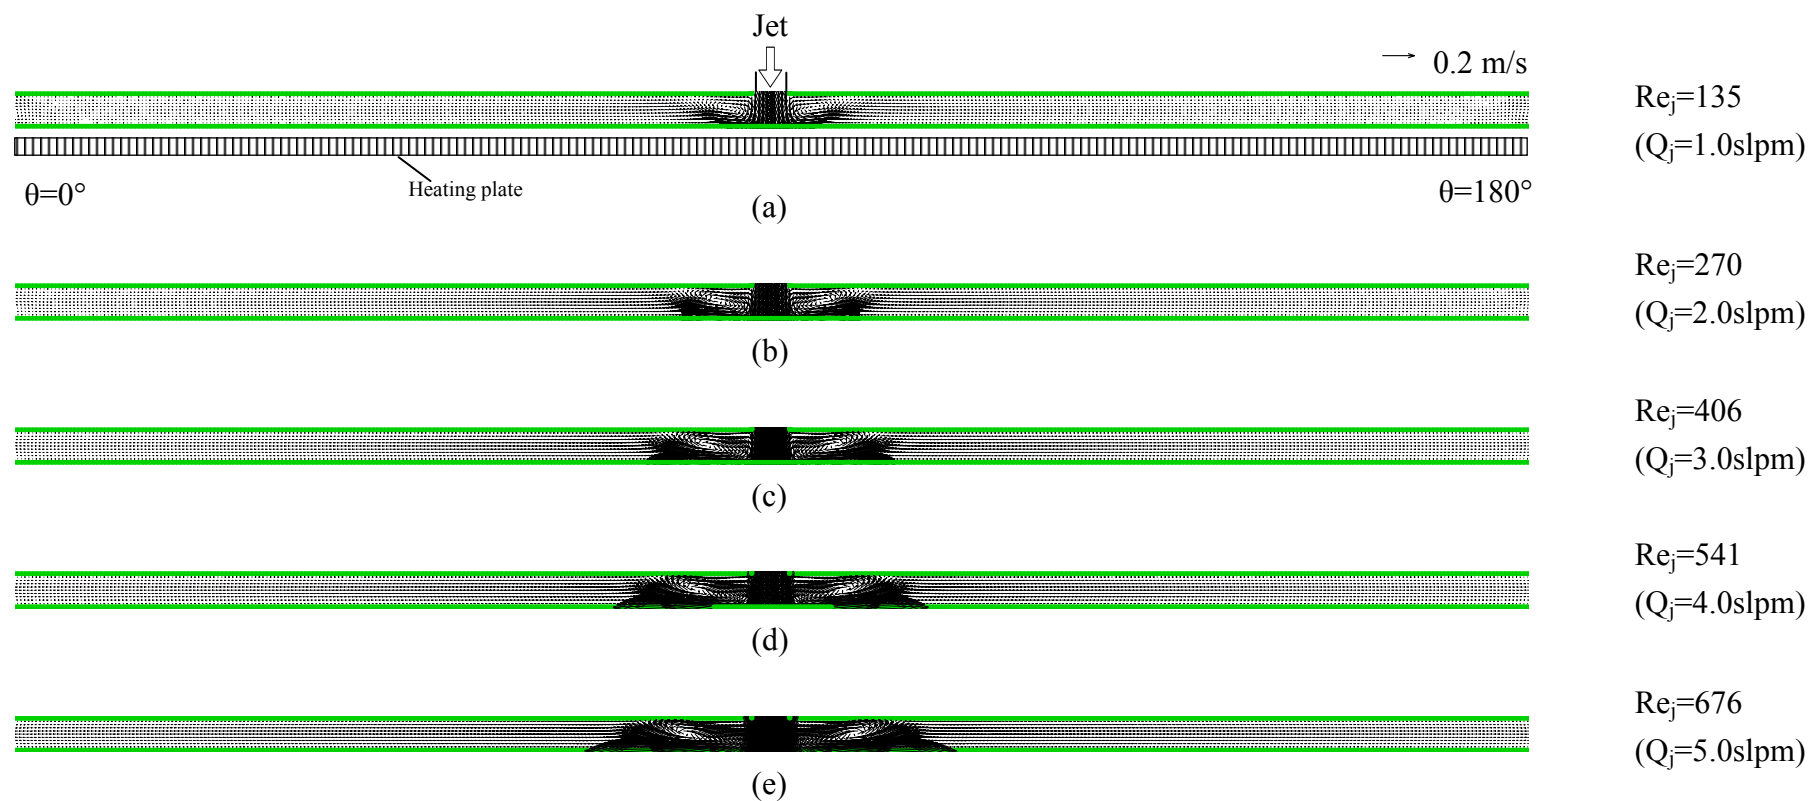 Jet
0.2 m/s
Re_j=135
(Q_j=1.0slpm)
θ=0°
Heating plate
θ=180°
(a)
Re_j=270
(Q_j=2.0slpm)
(b)
Re_j=406
(Q_j=3.0slpm)
(c)
Re_j=541
(Q_j=4.0slpm)
(d)
Re_j=676
(Q_j=5.0slpm)
(e)